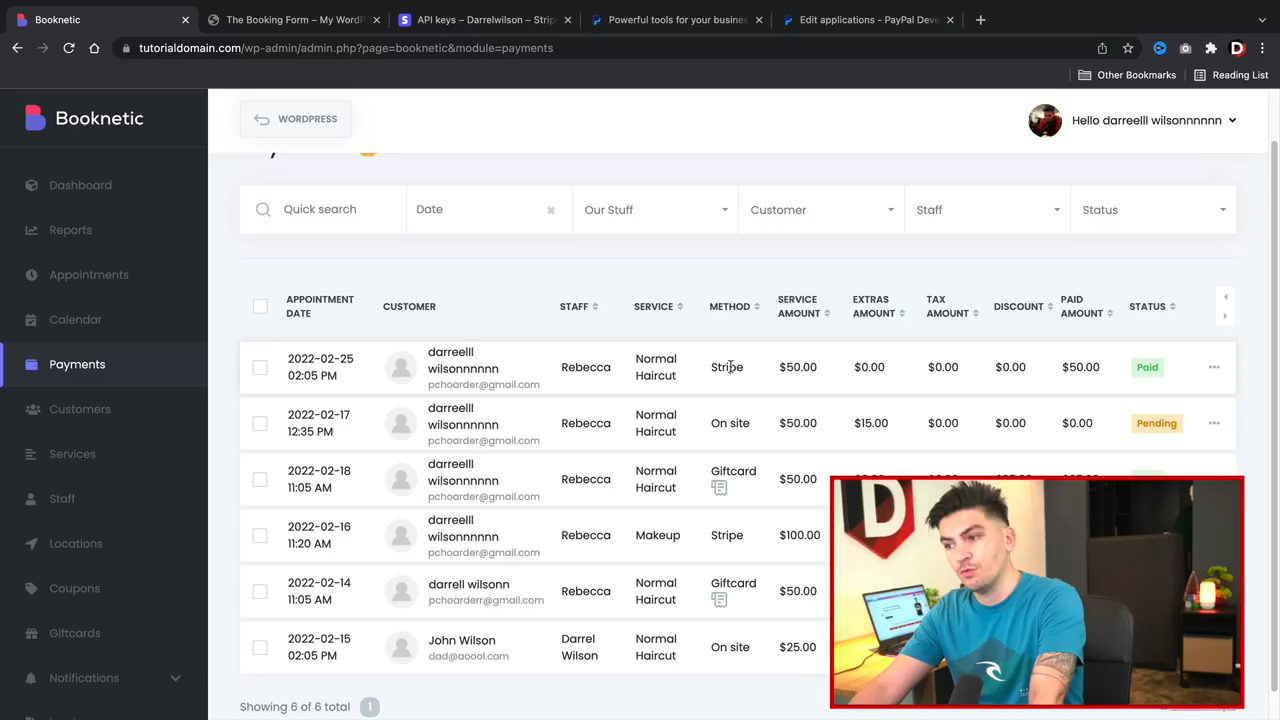 Booknetic
The Booking Form – My WordP
API keys – Darrelwilson – Strip
Powerful tools for your busines
Edit applications - PayPal Deve
tutorialdomain.com/wp-admin/admin.php?page=booknetic&module=payments
Other Bookmarks
Reading List
Booknetic
WORDPRESS
Hello darreelll wilsonnnnnn
Dashboard
Reports
Appointments
Calendar
Payments
Customers
Services
Staff
Locations
Coupons
Giftcards
Notifications
Quick search
Date
Our Stuff
Customer
Staff
Status
APPOINTMENT DATE
CUSTOMER
STAFF
SERVICE
METHOD
SERVICE AMOUNT
EXTRAS AMOUNT
TAX AMOUNT
DISCOUNT
PAID AMOUNT
STATUS
2022-02-25 02:05 PM
darreelll wilsonnnnnn
pchoarder@gmail.com
Rebecca
Normal Haircut
Stripe
$50.00
$0.00
$0.00
$0.00
$50.00
Paid
2022-02-17 12:35 PM
darreelll wilsonnnnnn
pchoarder@gmail.com
Rebecca
Normal Haircut
On site
$50.00
$15.00
$0.00
$0.00
$0.00
Pending
2022-02-18 11:05 AM
darreelll wilsonnnnnn
pchoarder@gmail.com
Rebecca
Normal Haircut
Giftcard
$50.00
2022-02-16 11:20 AM
darreelll wilsonnnnnn
pchoarder@gmail.com
Rebecca
Makeup
Stripe
$100.00
2022-02-14 11:05 AM
darrell wilsonn
pchoarderr@gmail.com
Rebecca
Normal Haircut
Giftcard
$50.00
2022-02-15 02:05 PM
John Wilson
dad@aoool.com
Darrel Wilson
Normal Haircut
On site
$25.00
Showing 6 of 6 total
1